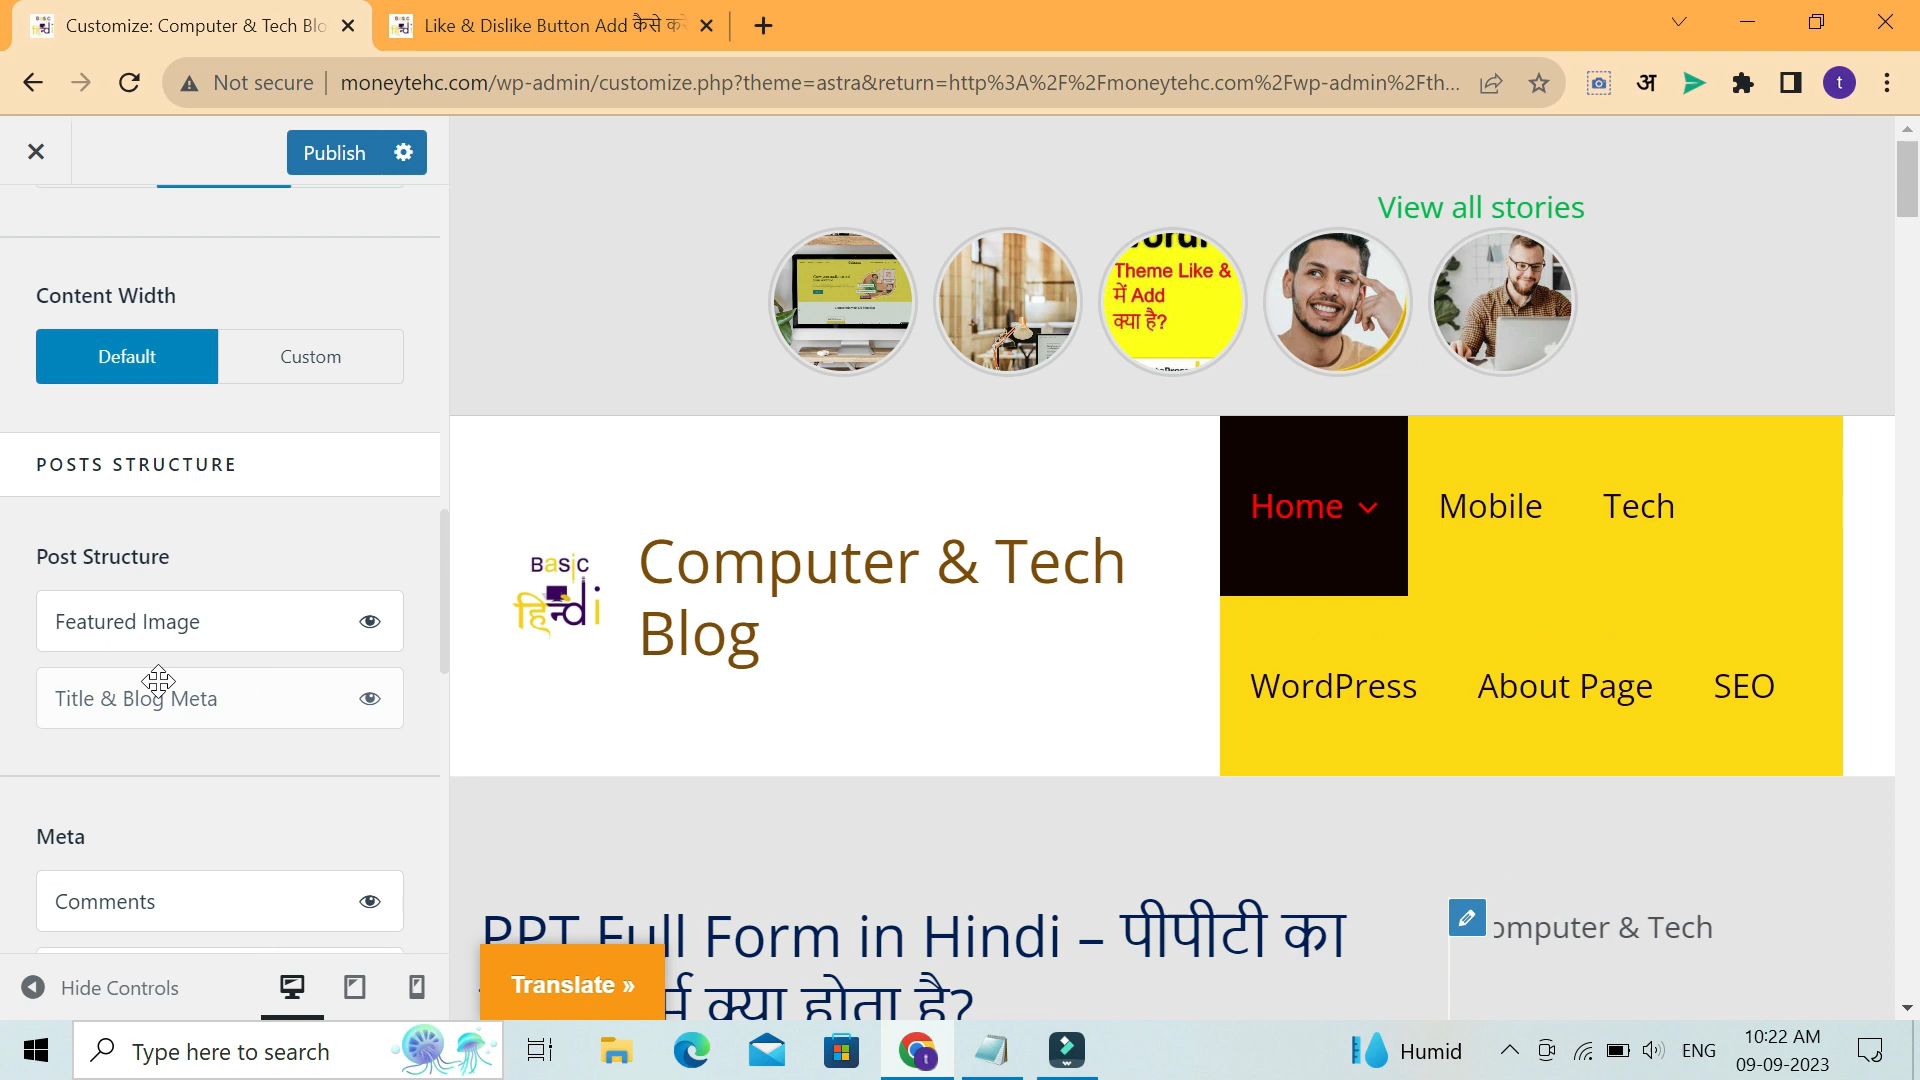 Customize: Computer & Tech Blo
Like & Dislike Button Add कैसे करे
Not secure
moneytehc.com/wp-admin/customize.php?theme=astra&return=http%3A%2F%2Fmoneytehc.com%2Fwp-admin%2Fth...
अ
t
Publish
View all stories
Theme Like &
में Add
क्या है?
Content Width
Default
Custom
POSTS STRUCTURE
Post Structure
Featured Image
Title & Blog Meta
Meta
Comments
Hide Controls
BaSiC
हिन्दी
Computer & Tech
Blog
Home
Mobile
Tech
WordPress
About Page
SEO
PPT Full Form in Hindi – पीपीटी का
क्या होता है?
Translate »
omputer & Tech
Type here to search
t
Humid
ENG
10:22 AM
09-09-2023